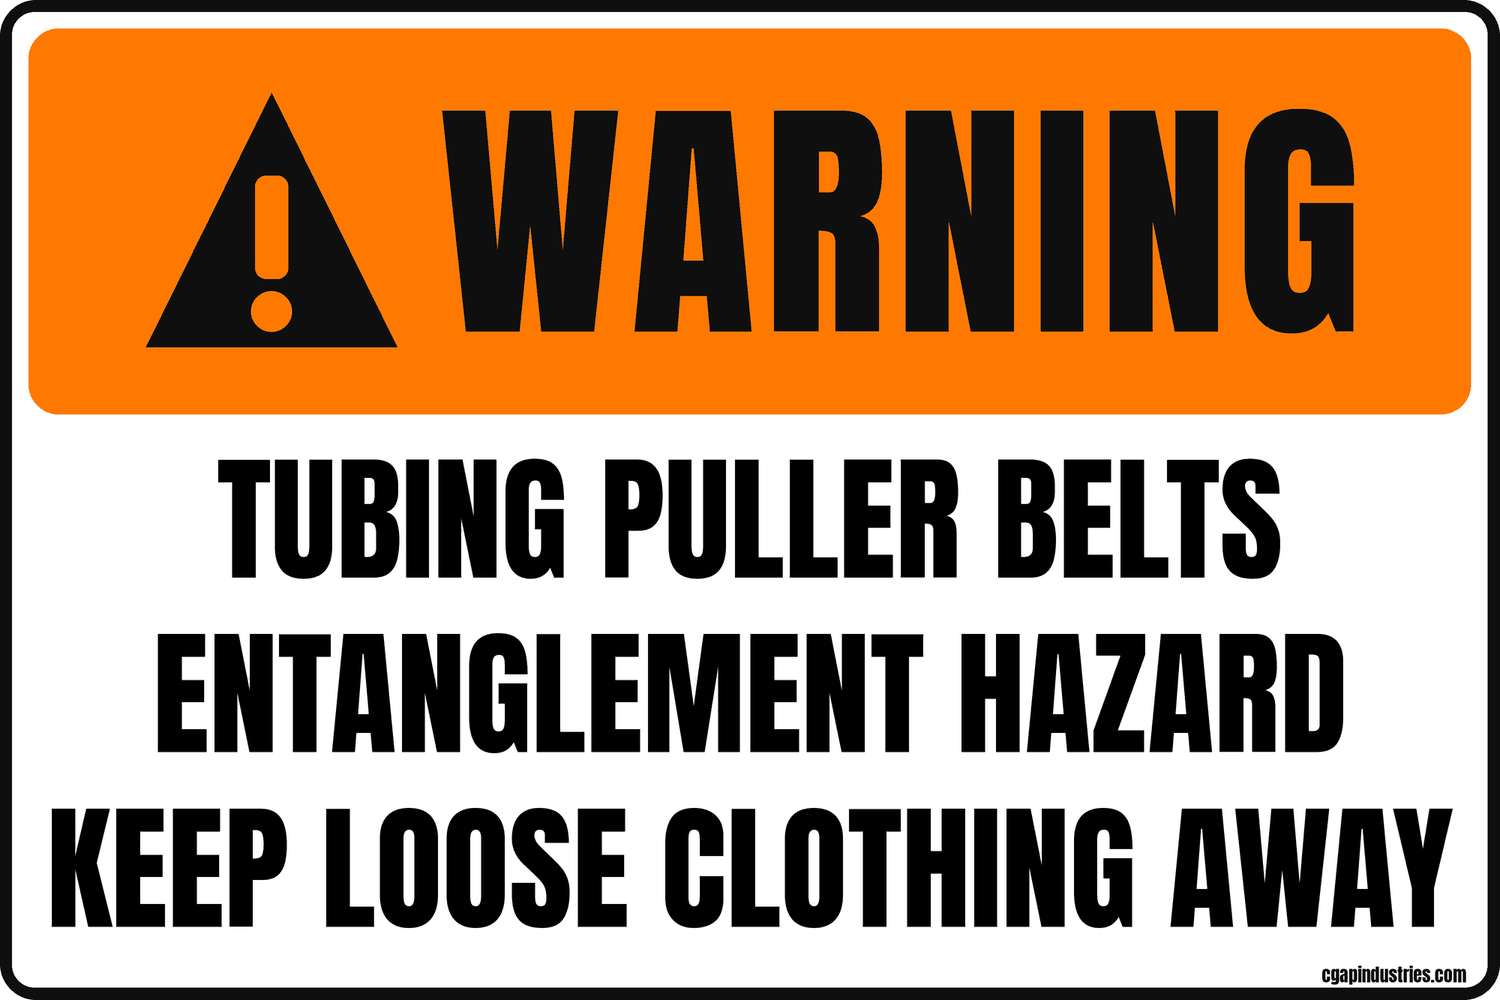 WARNING
TUBING PULLER BELTS
ENTANGLEMENT HAZARD
KEEP LOOSE CLOTHING AWAY
cgapindustries.com